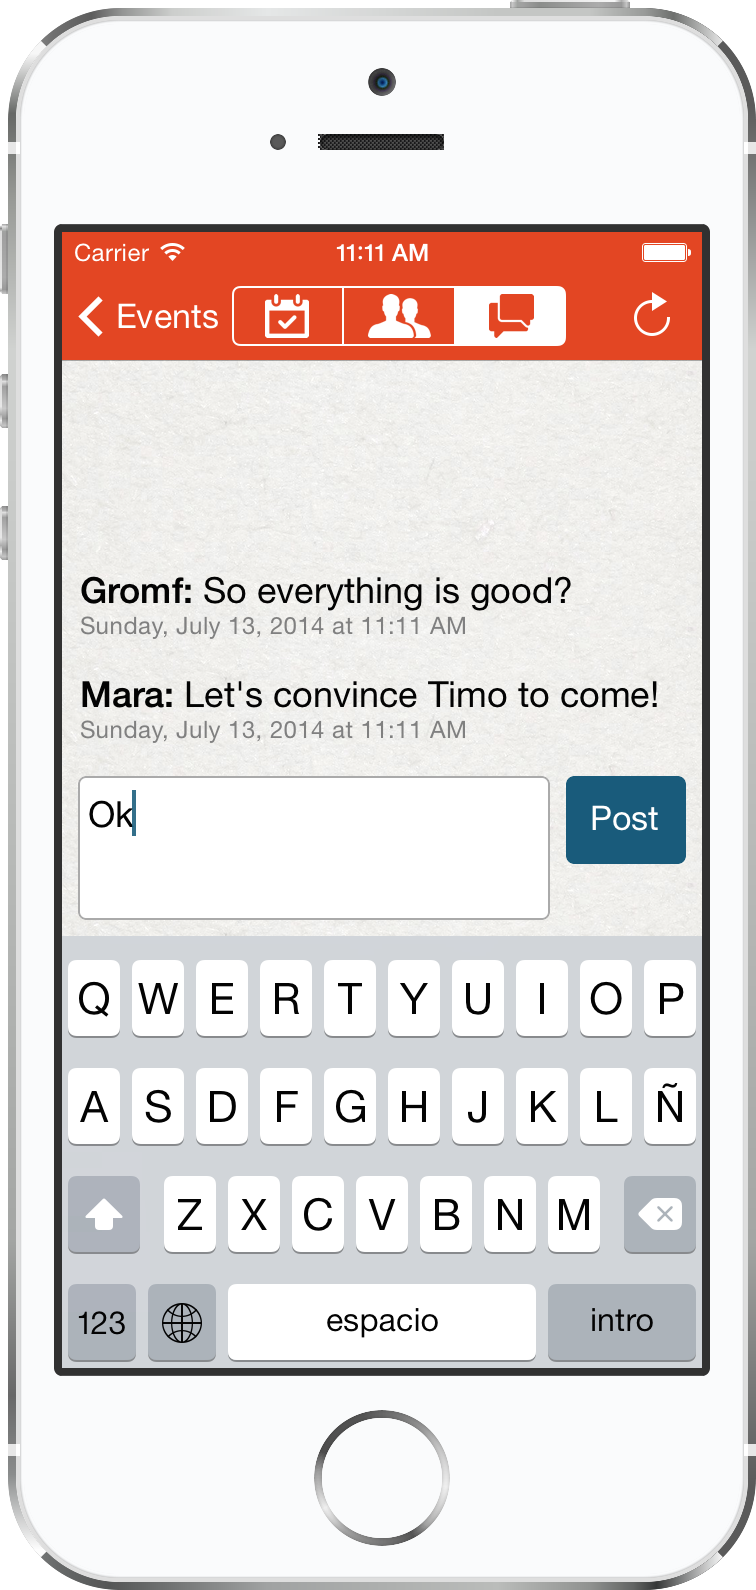 Carrier 11:11 AM
Events
Gromf: So everything is good?
Sunday, July 13, 2014 at 11:11 AM
Mara: Let's convince Timo to come!
Sunday, July 13, 2014 at 11:11 AM
Ok
Post
Q W E R T Y U I O P
A S D F G H J K L Ñ
Z X C V B N M
123 espacio intro